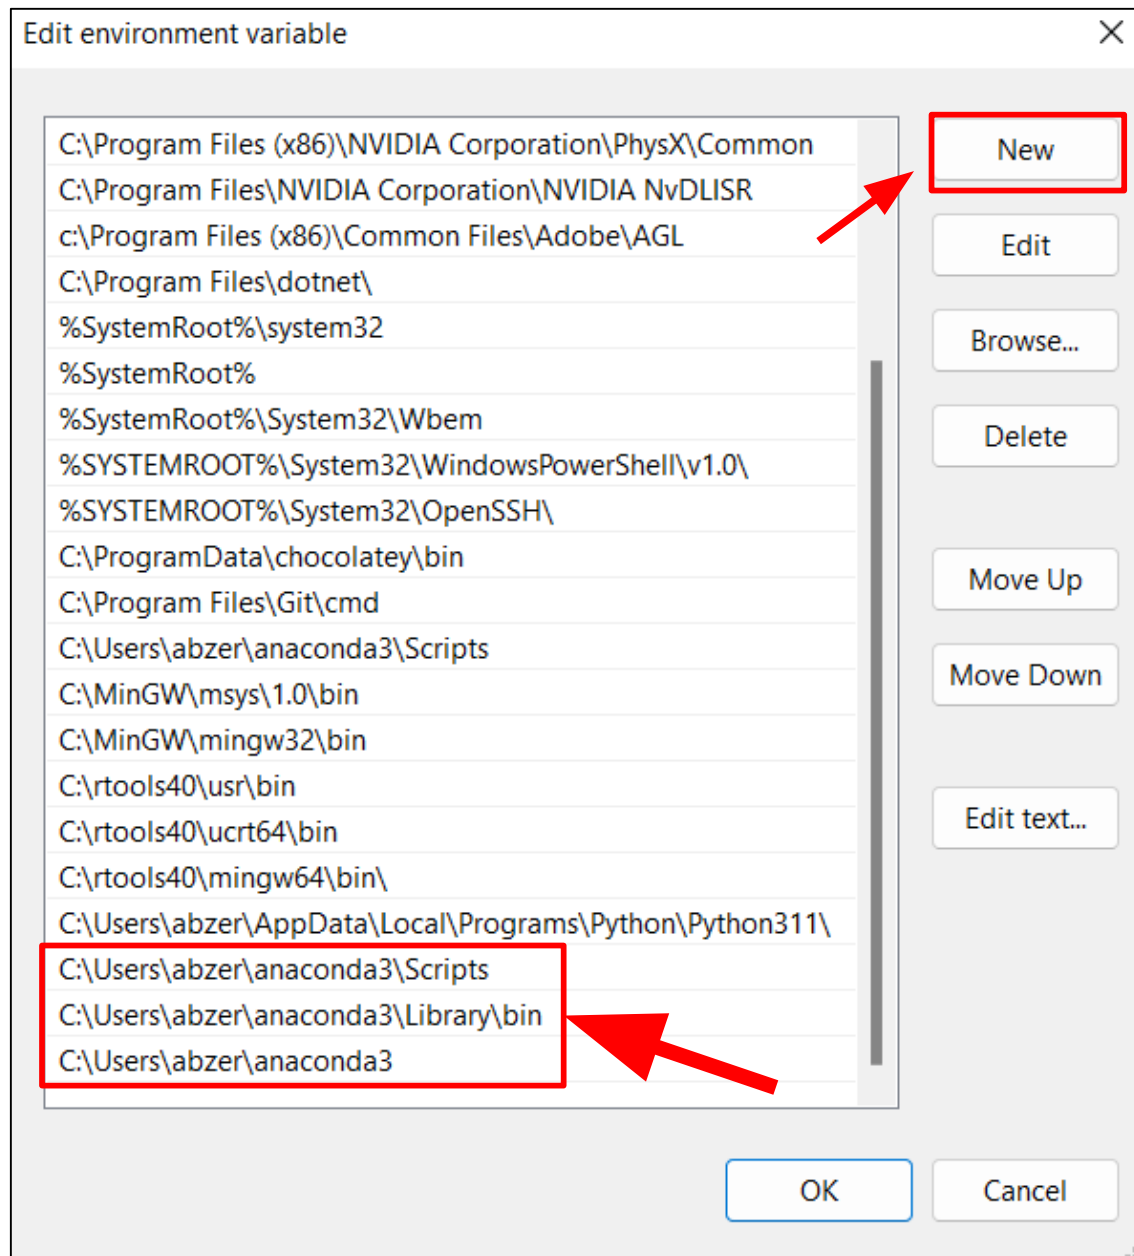 Edit environment variable
C:\Program Files (x86)\NVIDIA Corporation\PhysX\Common
C:\Program Files\NVIDIA Corporation\NVIDIA NvDLISR
c:\Program Files (x86)\Common Files\Adobe\AGL
C:\Program Files\dotnet\
%SystemRoot%\system32
%SystemRoot%
%SystemRoot%\System32\Wbem
%SYSTEMROOT%\System32\WindowsPowerShell\v1.0\
%SYSTEMROOT%\System32\OpenSSH\
C:\ProgramData\chocolatey\bin
C:\Program Files\Git\cmd
C:\Users\abzer\anaconda3\Scripts
C:\MinGW\msys\1.0\bin
C:\MinGW\mingw32\bin
C:\rtools40\usr\bin
C:\rtools40\ucrt64\bin
C:\rtools40\mingw64\bin\
C:\Users\abzer\AppData\Local\Programs\Python\Python311\
C:\Users\abzer\anaconda3\Scripts
C:\Users\abzer\anaconda3\Library\bin
C:\Users\abzer\anaconda3
New
Edit
Browse...
Delete
Move Up
Move Down
Edit text...
OK
Cancel